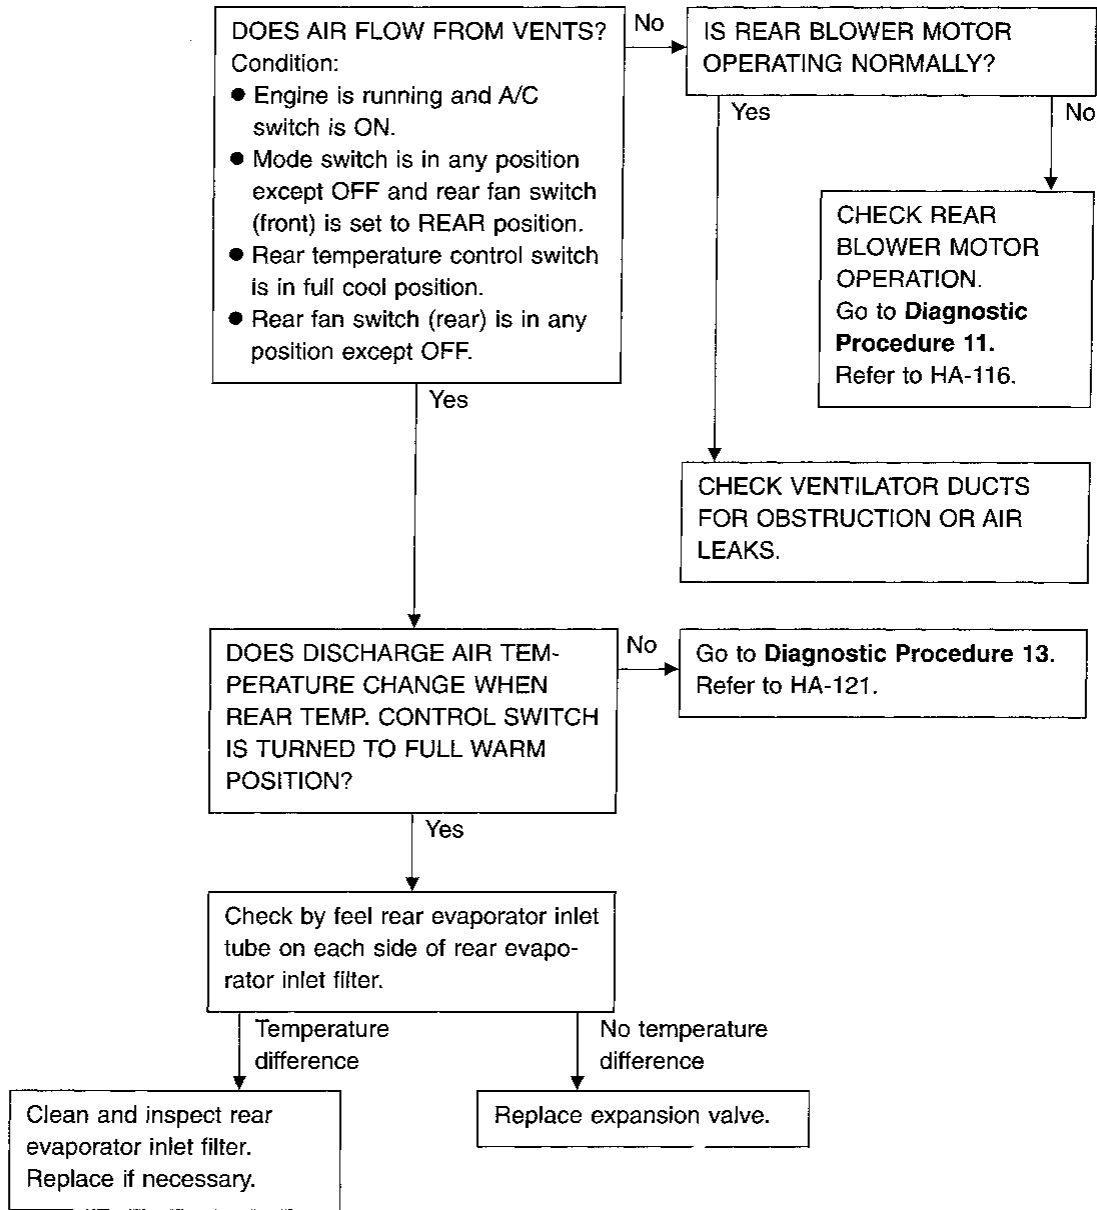 DOES AIR FLOW FROM VENTS?
Condition:
● Engine is running and A/C
switch is ON.
● Mode switch is in any position
except OFF and rear fan switch
(front) is set to REAR position.
● Rear temperature control switch
is in full cool position.
● Rear fan switch (rear) is in any
position except OFF.
No
IS REAR BLOWER MOTOR
OPERATING NORMALLY?
Yes
No
CHECK REAR
BLOWER MOTOR
OPERATION.
Go to Diagnostic
Procedure 11.
Refer to HA-116.
CHECK VENTILATOR DUCTS
FOR OBSTRUCTION OR AIR
LEAKS.
Yes
DOES DISCHARGE AIR TEM-
PERATURE CHANGE WHEN
REAR TEMP. CONTROL SWITCH
IS TURNED TO FULL WARM
POSITION?
No
Go to Diagnostic Procedure 13.
Refer to HA-121.
Yes
Check by feel rear evaporator inlet
tube on each side of rear evapo-
rator inlet filter.
Temperature
difference
No temperature
difference
Clean and inspect rear
evaporator inlet filter.
Replace if necessary.
Replace expansion valve.